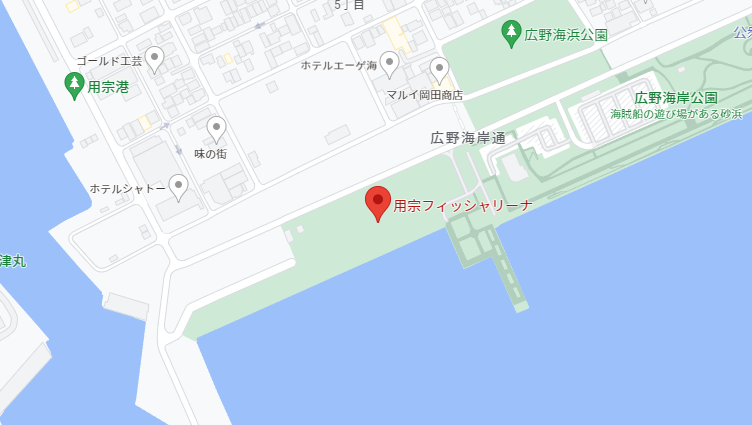 5丁目
広野海浜公園
ゴールド工芸
ホテルエーゲ海
用宗港
マルイ岡田商店
広野海岸公園
海賊船の遊び場がある砂浜
広野海岸通
味の街
ホテルシャトー
用宗フィッシャリーナ
津丸